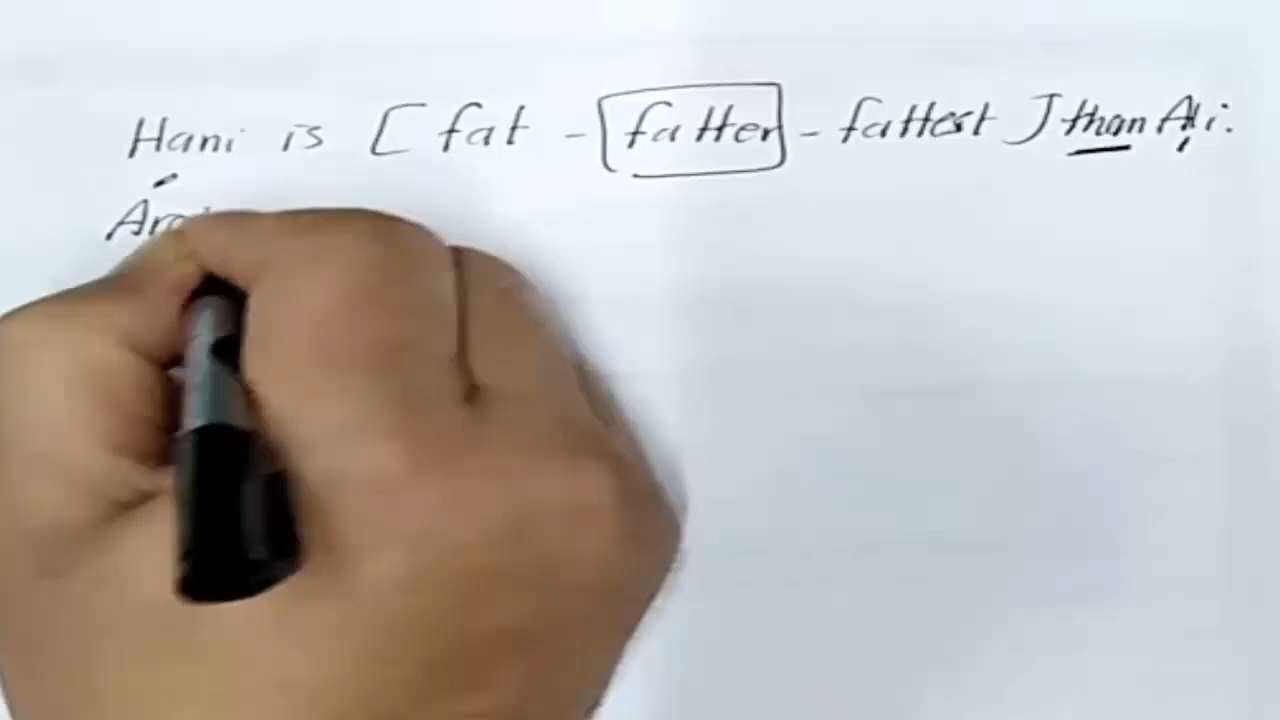 Hani is [ fat - fatter - fattest ] than Ali.